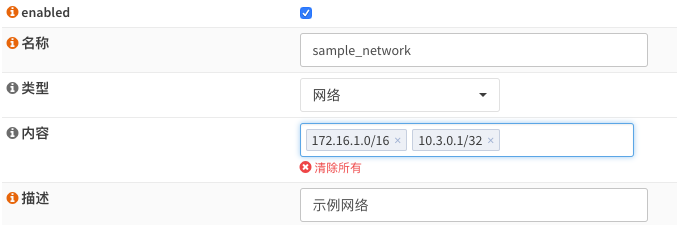 enabled
名称
sample_network
类型
网络
内容
172.16.1.0/16 × 10.3.0.1/32 ×
清除所有
描述
示例网络